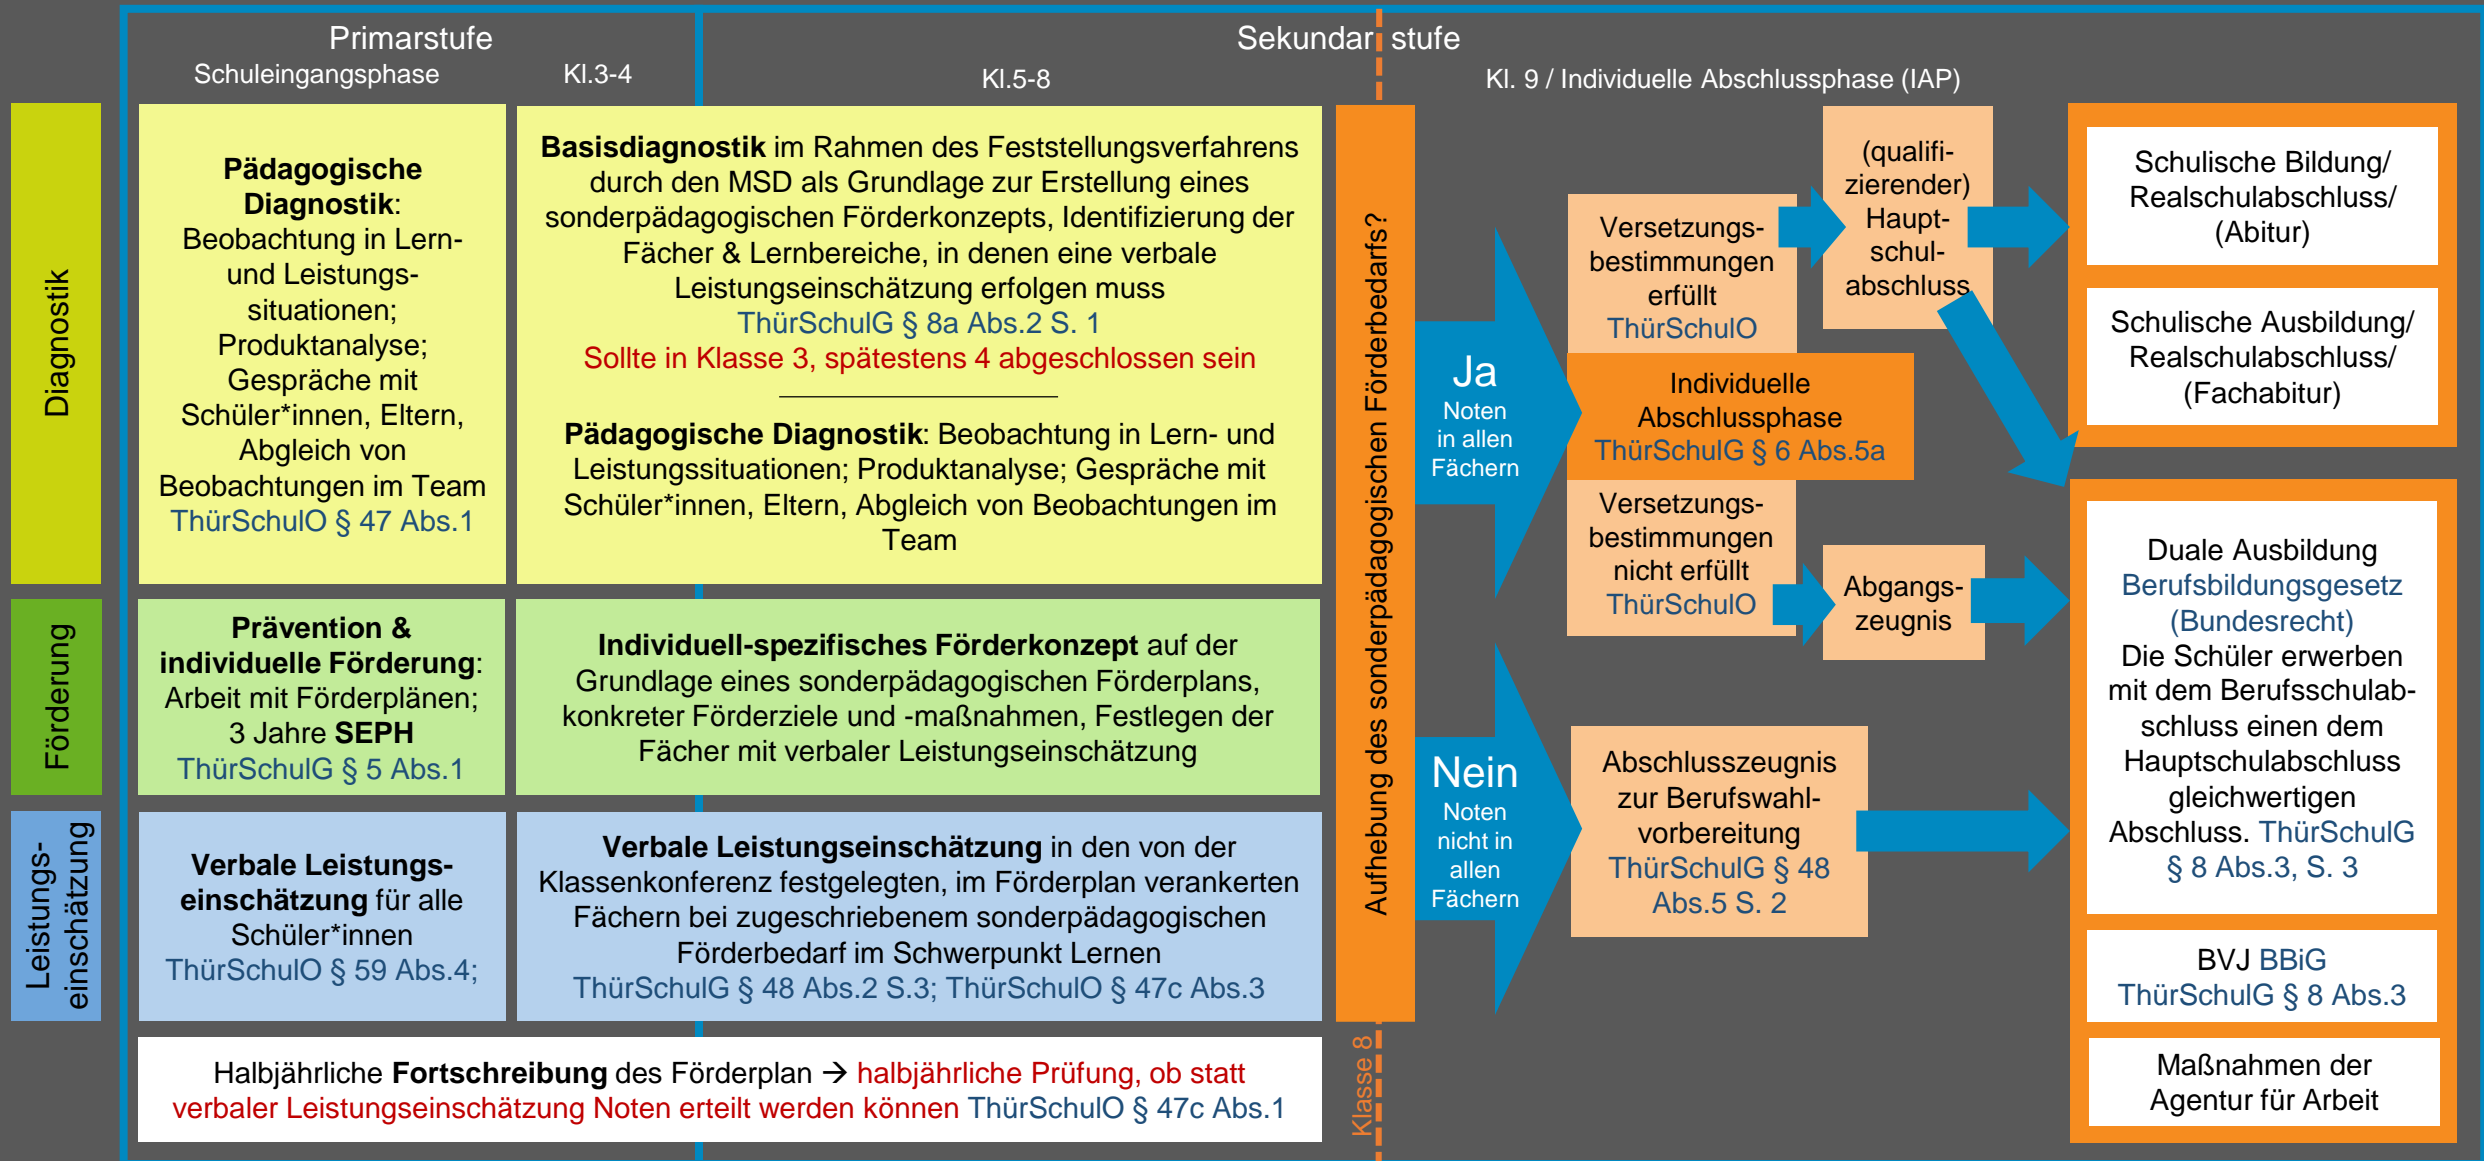 Primarstufe
Sekundar stufe
Schuleingangsphase
Kl.3-4
Kl.5-8
Kl. 9 / Individuelle Abschlussphase (IAP)
Diagnostik
Pädagogische
Diagnostik:
Beobachtung in Lern-
und Leistungs-
situationen;
Produktanalyse;
Gespräche mit
Schüler*innen, Eltern,
Abgleich von
Beobachtungen im Team
ThürSchulO § 47 Abs.1
Basisdiagnostik im Rahmen des Feststellungsverfahrens
durch den MSD als Grundlage zur Erstellung eines
sonderpädagogischen Förderkonzepts, Identifizierung der
Fächer & Lernbereiche, in denen eine verbale
Leistungseinschätzung erfolgen muss
ThürSchulG § 8a Abs.2 S. 1
Sollte in Klasse 3, spätestens 4 abgeschlossen sein
Pädagogische Diagnostik: Beobachtung in Lern- und
Leistungssituationen; Produktanalyse; Gespräche mit
Schüler*innen, Eltern, Abgleich von Beobachtungen im
Team
Förderung
Prävention &
individuelle Förderung:
Arbeit mit Förderplänen;
3 Jahre SEPH
ThürSchulG § 5 Abs.1
Individuell-spezifisches Förderkonzept auf der
Grundlage eines sonderpädagogischen Förderplans,
konkreter Förderziele und -maßnahmen, Festlegen der
Fächer mit verbaler Leistungseinschätzung
Leistungs-
einschätzung
Verbale Leistungs-
einschätzung für alle
Schüler*innen
ThürSchulO § 59 Abs.4;
Verbale Leistungseinschätzung in den von der
Klassenkonferenz festgelegten, im Förderplan verankerten
Fächern bei zugeschriebenem sonderpädagogischen
Förderbedarf im Schwerpunkt Lernen
ThürSchulG § 48 Abs.2 S.3; ThürSchulO § 47c Abs.3
Halbjährliche Fortschreibung des Förderplan → halbjährliche Prüfung, ob statt
verbaler Leistungseinschätzung Noten erteilt werden können ThürSchulO § 47c Abs.1
Aufhebung des sonderpädagogischen Förderbedarfs?
Klasse 8
Ja
Noten
in allen
Fächern
Nein
Noten
nicht in
allen
Fächern
Versetzungs-
bestimmungen
erfüllt
ThürSchulO
Individuelle
Abschlussphase
ThürSchulG § 6 Abs.5a
Versetzungs-
bestimmungen
nicht erfüllt
ThürSchulO
(qualifi-
zierender)
Haupt-
schul-
abschluss
Abgangs-
zeugnis
Abschlusszeugnis
zur Berufswahl-
vorbereitung
ThürSchulG § 48
Abs.5 S. 2
Schulische Bildung/
Realschulabschluss/
(Abitur)
Schulische Ausbildung/
Realschulabschluss/
(Fachabitur)
Duale Ausbildung
Berufsbildungsgesetz
(Bundesrecht)
Die Schüler erwerben
mit dem Berufsschulab-
schluss einen dem
Hauptschulabschluss
gleichwertigen
Abschluss. ThürSchulG
§ 8 Abs.3, S. 3
BVJ BBiG
ThürSchulG § 8 Abs.3
Maßnahmen der
Agentur für Arbeit